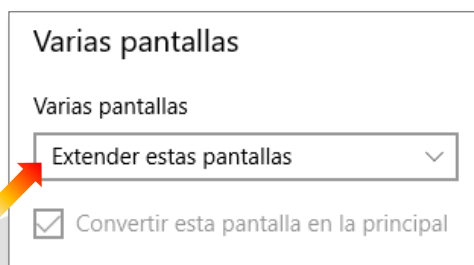 Varias pantallas
Varias pantallas
Extender estas pantallas
Convertir esta pantalla en la principal